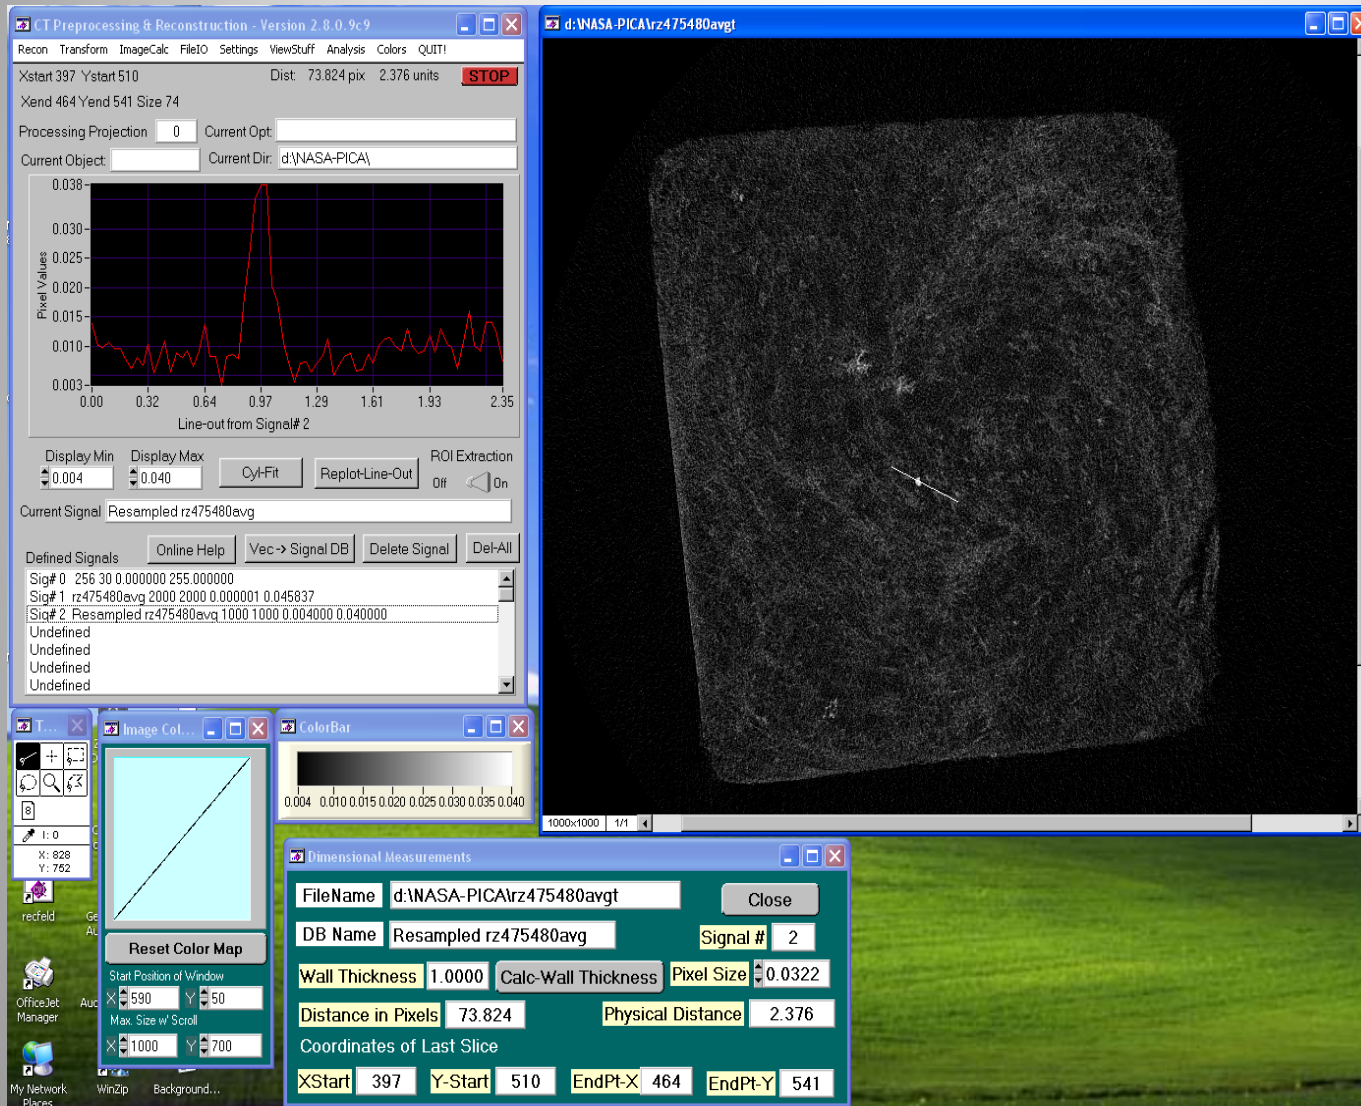 CT Preprocessing & Reconstruction - Version 2.8.0.9c9
Recon Transform ImageCalc FileIO Settings ViewStuff Analysis Colors QUIT!
Xstart 397 Ystart 510 Dist: 73.824 pix 2.376 units STOP
Xend 464 Yend 541 Size 74
Processing Projection 0 Current Opt:
Current Object: Current Dir: d:\NASA-PICA\
0.038
0.030
0.025
0.020
0.015
0.010
0.003
Pixel Values
0.00 0.32 0.64 0.97 1.29 1.61 1.93 2.35
Line-out from Signal# 2
Display Min Display Max ROI Extraction
0.004 0.040 Cyl-Fit Replot-Line-Out Off On
Current Signal Resampled rz475480avg
Defined Signals Online Help Vec-> Signal DB Delete Signal Del-All
Sig# 0 256 30 0.000000 255.000000
Sig# 1 rz475480avg 2000 2000 0.000001 0.045837
Sig# 2 Resampled rz475480avg 1000 1000 0.004000 0.040000
Undefined
Undefined
Undefined
Undefined
d:\NASA-PICA\rz475480avgt
1000x1000 1/1
T...
8
I: 0
X: 828
Y: 752
Image Col...
Reset Color Map
Start Position of Window
X 590 Y 50
Max. Size w' Scroll
X 1000 Y 700
ColorBar
0.004 0.010 0.015 0.020 0.025 0.030 0.035 0.040
Dimensional Measurements
FileName d:\NASA-PICA\rz475480avgt Close
DB Name Resampled rz475480avg Signal # 2
Wall Thickness 1.0000 Calc-Wall Thickness Pixel Size 0.0322
Distance in Pixels 73.824 Physical Distance 2.376
Coordinates of Last Slice
XStart 397 Y-Start 510 EndPt-X 464 EndPt-Y 541
recfeld
OfficeJet
Manager
My Network
Places
WinZip
Background...